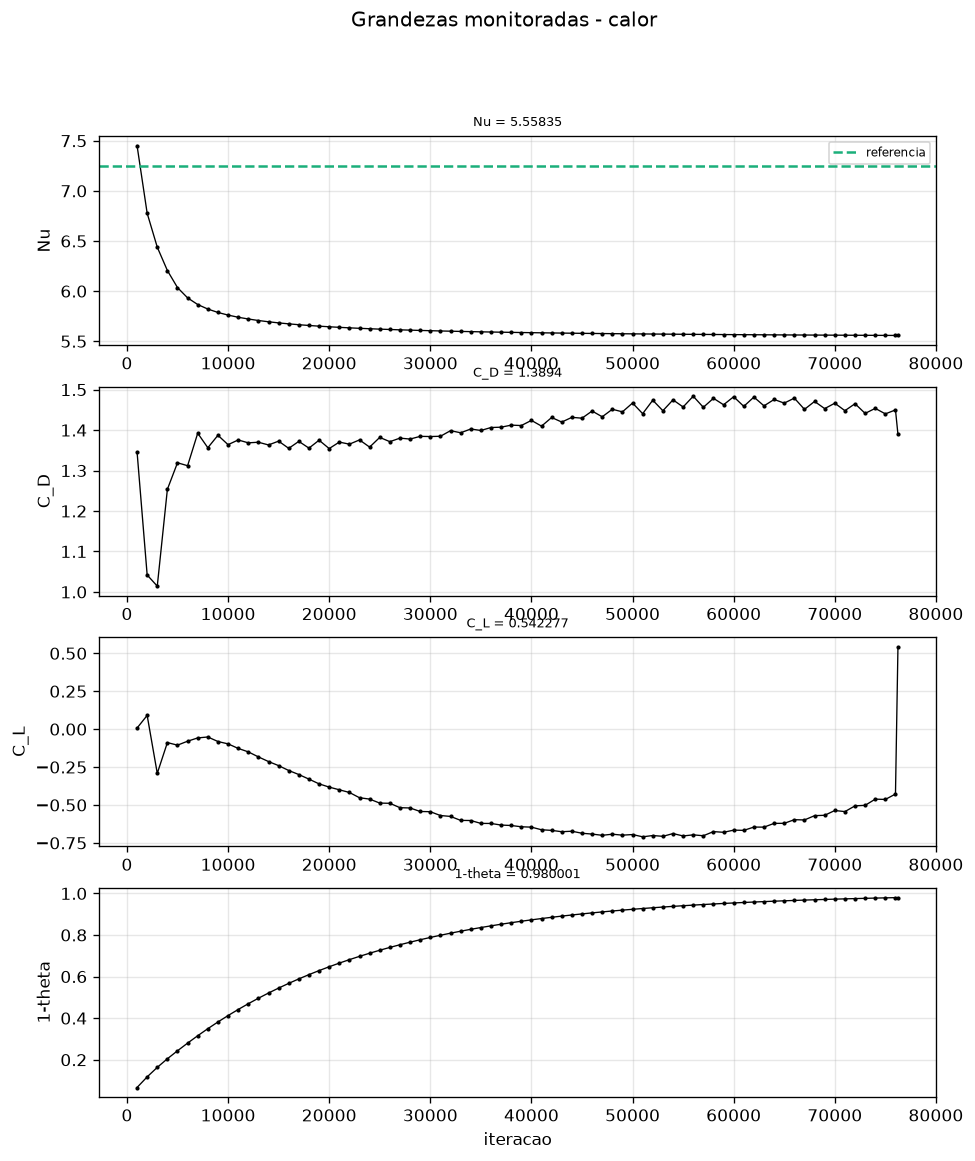 Grandezas monitoradas - calor
Nu = 5.55835
7.5
7.0
6.5
6.0
5.5
Nu
referencia
0 10000 20000 30000 40000 50000 60000 70000 80000
C_D = 1.3894
1.5
1.4
1.3
1.2
1.1
1.0
C_D
0 10000 20000 30000 40000 50000 60000 70000 80000
C_L = 0.542277
0.50
0.25
0.00
−0.25
−0.50
−0.75
C_L
0 10000 20000 30000 40000 50000 60000 70000 80000
1-theta = 0.980001
1.0
0.8
0.6
0.4
0.2
1-theta
0 10000 20000 30000 40000 50000 60000 70000 80000
iteracao